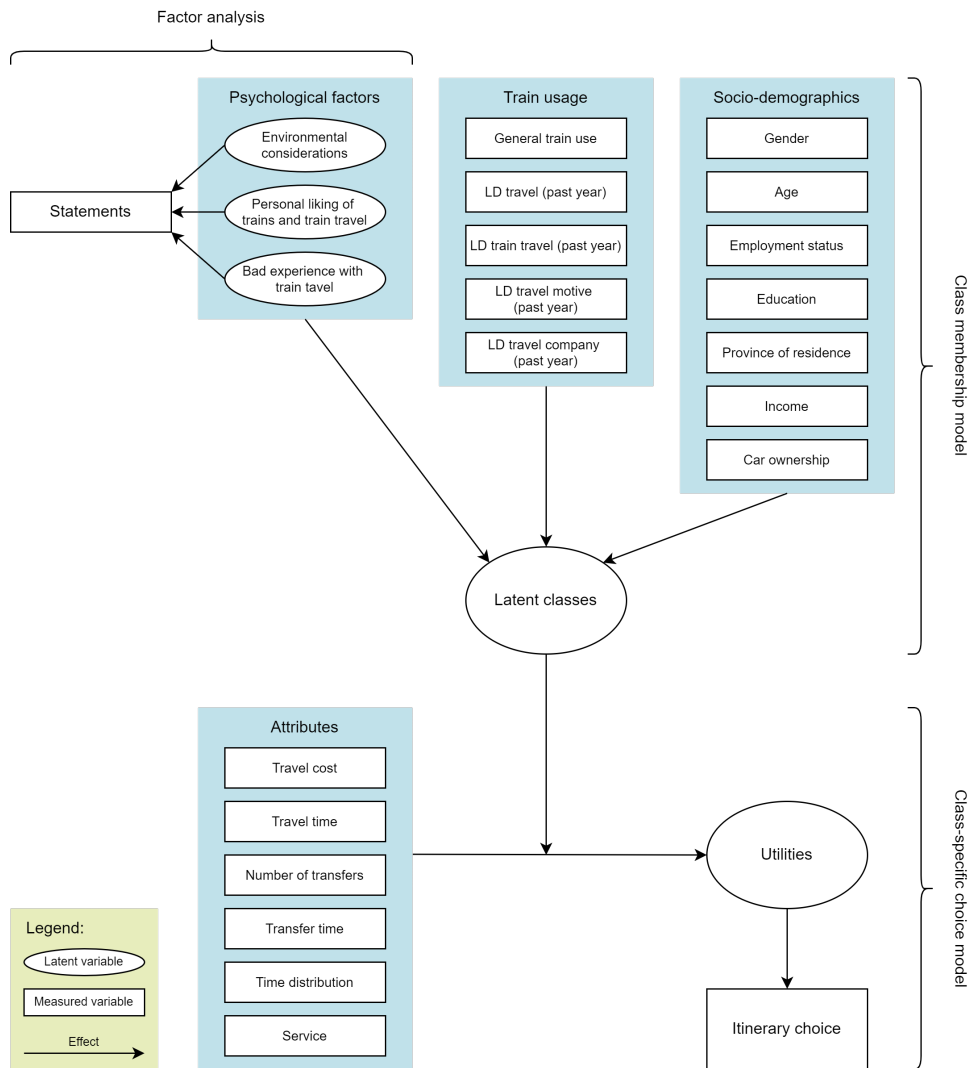 Factor analysis
Psychological factors
Environmental
considerations
Personal liking of
trains and train travel
Bad experience with
train tavel
Statements
Train usage
General train use
LD travel (past year)
LD train travel (past year)
LD travel motive
(past year)
LD travel company
(past year)
Socio-demographics
Gender
Age
Employment status
Education
Province of residence
Income
Car ownership
Class membership model
Latent classes
Attributes
Travel cost
Travel time
Number of transfers
Transfer time
Time distribution
Service
Utilities
Itinerary choice
Class-specific choice model
Legend:
Latent variable
Measured variable
Effect